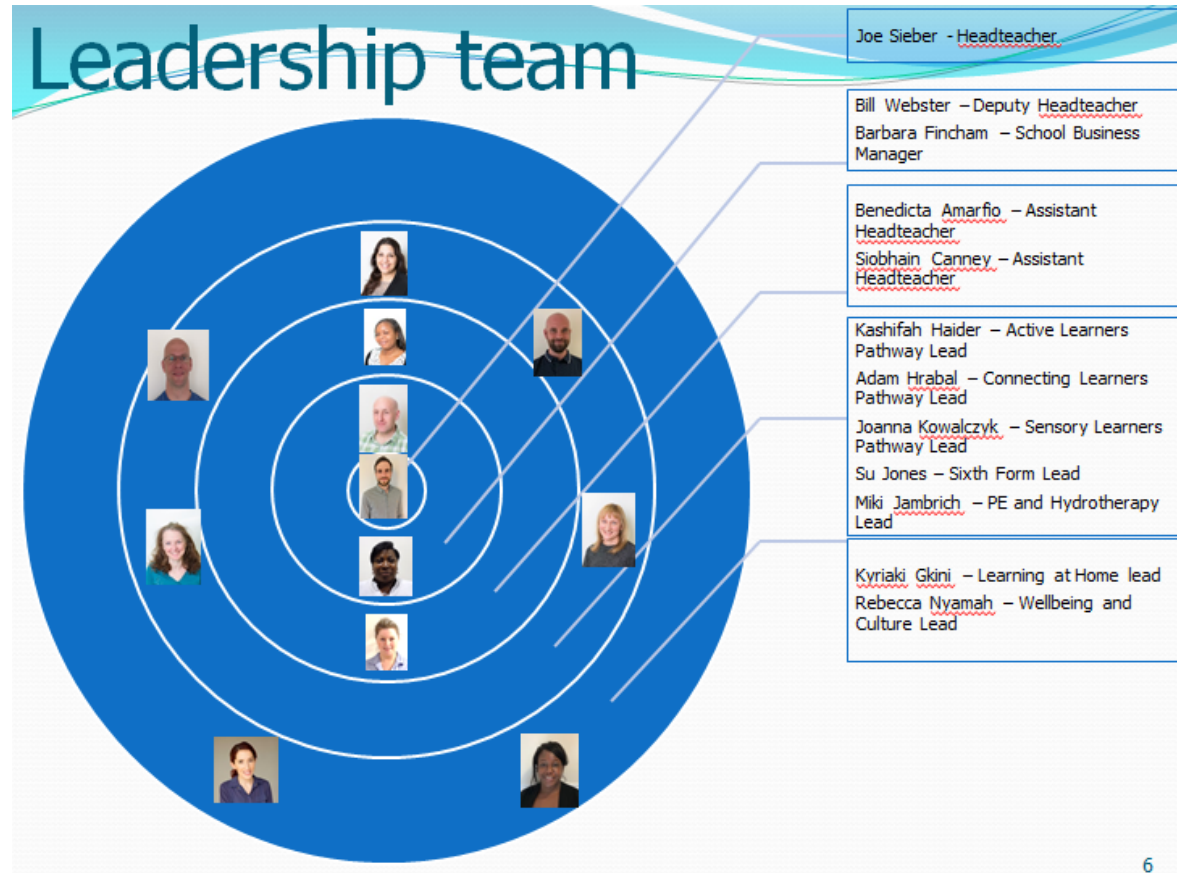 Leadership team
Joe Sieber - Headteacher
Bill Webster – Deputy Headteacher
Barbara Fincham – School Business
Manager
Benedicta Amarfio – Assistant
Headteacher
Siobhain Canney – Assistant
Headteacher
Kashifah Haider – Active Learners
Pathway Lead
Adam Hrabal – Connecting Learners
Pathway Lead
Joanna Kowalczyk – Sensory Learners
Pathway Lead
Su Jones – Sixth Form Lead
Miki Jambrich – PE and Hydrotherapy
Lead
Kyriaki Gkini – Learning at Home lead
Rebecca Nyamah – Wellbeing and
Culture Lead
6